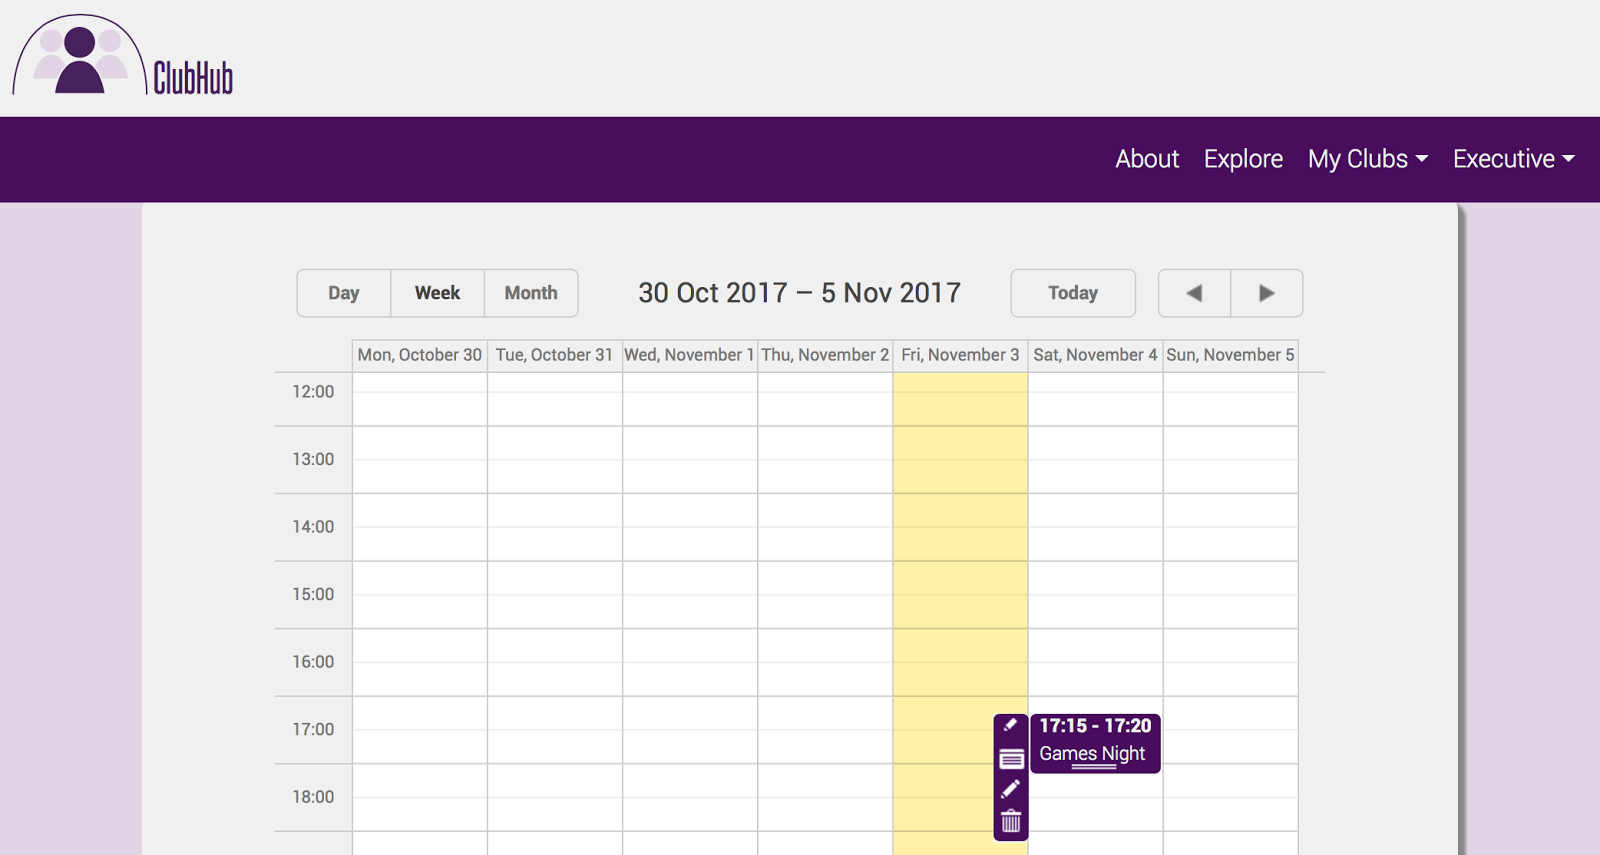 ClubHub
About Explore My Clubs Executive
Day Week Month 30 Oct 2017 – 5 Nov 2017 Today
Mon, October 30 Tue, October 31 Wed, November 1 Thu, November 2 Fri, November 3 Sat, November 4 Sun, November 5
12:00
13:00
14:00
15:00
16:00
17:00
17:15 - 17:20
Games Night
18:00